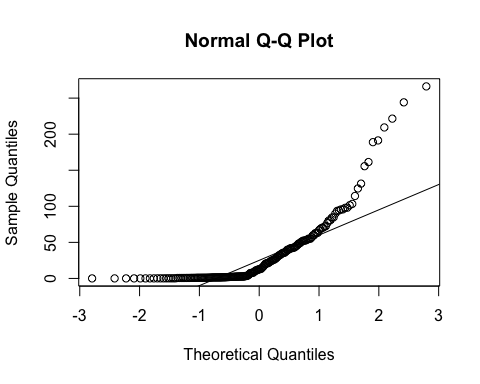 Normal Q-Q Plot
Sample Quantiles
200
100
50
0
-3 -2 -1 0 1 2 3
Theoretical Quantiles